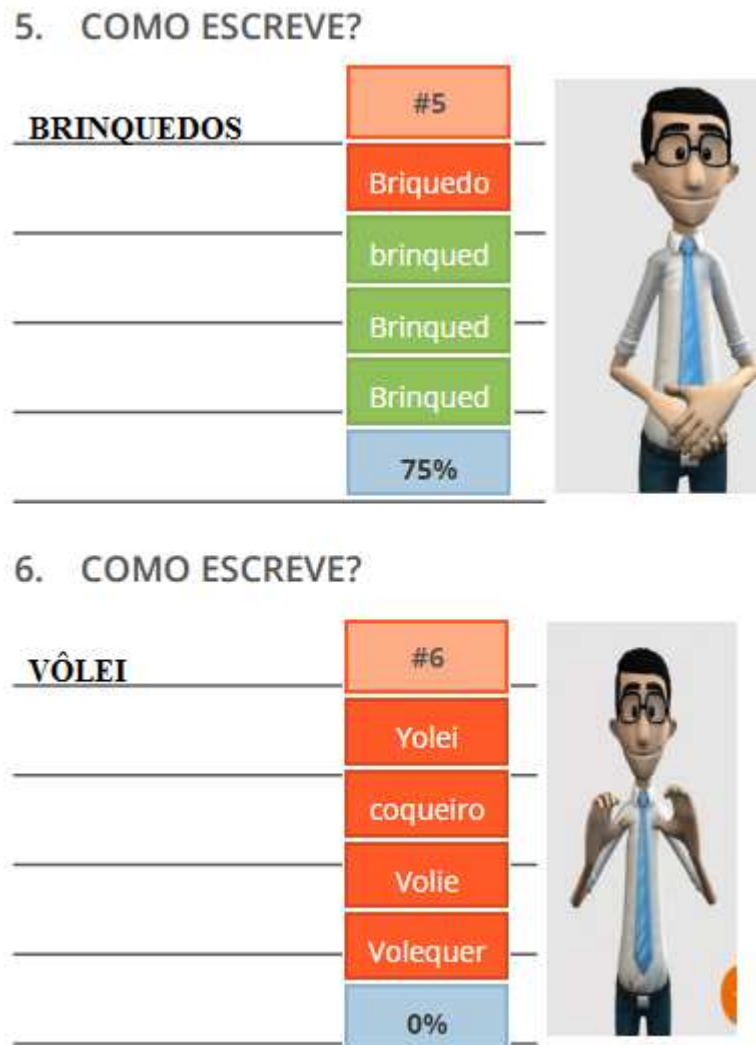 5. COMO ESCREVE?
#5
BRINQUEDOS
Briquedo
brinqued
Brinqued
Brinqued
75%
6. COMO ESCREVE?
#6
VÔLEI
Yolei
coqueiro
Volie
Volequer
0%